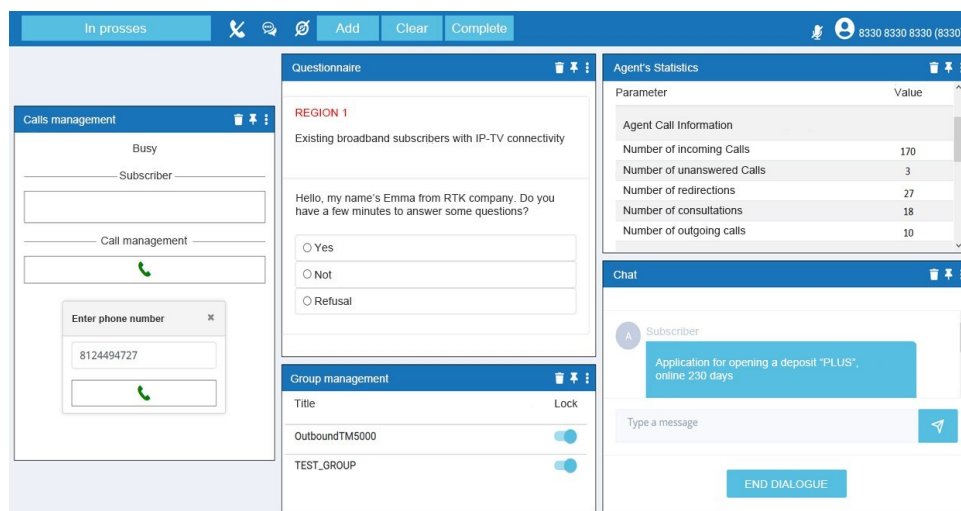 In prosses
Add
Clear
Complete
8330 8330 8330 (8330
Calls management
Busy
Subscriber
Call management
Enter phone number
8124494727
Questionnaire
REGION 1
Existing broadband subscribers with IP-TV connectivity
Hello, my name's Emma from RTK company. Do you
have a few minutes to answer some questions?
Yes
Not
Refusal
Group management
Title Lock
OutboundTM5000
TEST_GROUP
Agent's Statistics
Parameter Value
Agent Call Information
Number of incoming Calls 170
Number of unanswered Calls 3
Number of redirections 27
Number of consultations 18
Number of outgoing calls 10
Chat
A
Subscriber
Application for opening a deposit "PLUS",
online 230 days
Type a message
END DIALOGUE